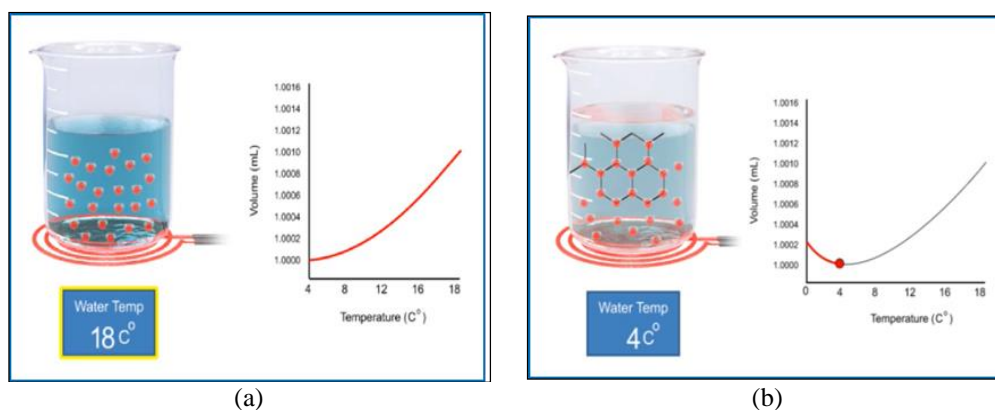 1.0016
1.0014
1.0012
1.0010
1.0008
1.0006
1.0004
1.0002
1.0000
Volume (mL)
4 8 12 16 18
Temperature (C°)
Water Temp
18 C°
(a)
1.0016
1.0014
1.0012
1.0010
1.0008
1.0006
1.0004
1.0002
1.0000
Volume (mL)
0 4 8 12 16 18
Temperature (C°)
Water Temp
4 C°
(b)